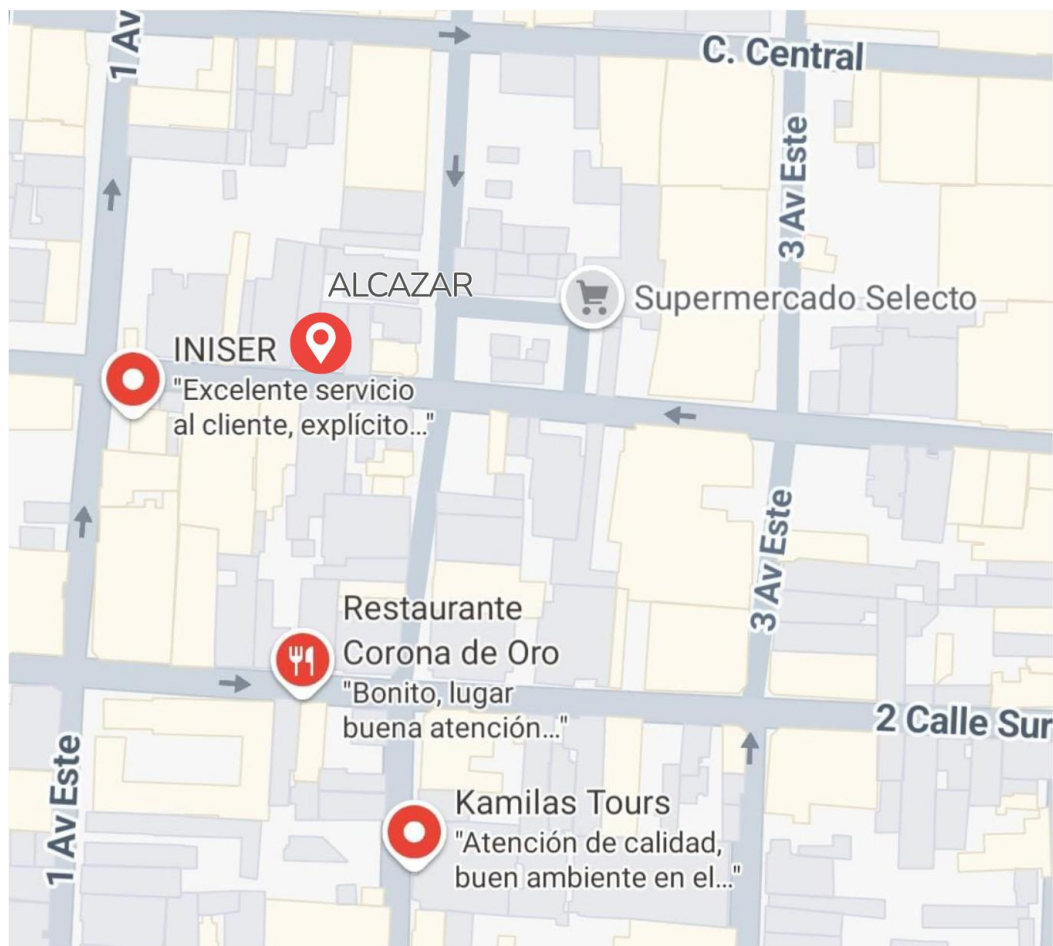 1 Av
C. Central
3 Av Este
ALCAZAR
Supermercado Selecto
INISER
"Excelente servicio
al cliente, explícito..."
3 Av Este
Restaurante
Corona de Oro
"Bonito, lugar
buena atención..."
2 Calle Sur
1 Av Este
Kamilas Tours
"Atención de calidad,
buen ambiente en el..."